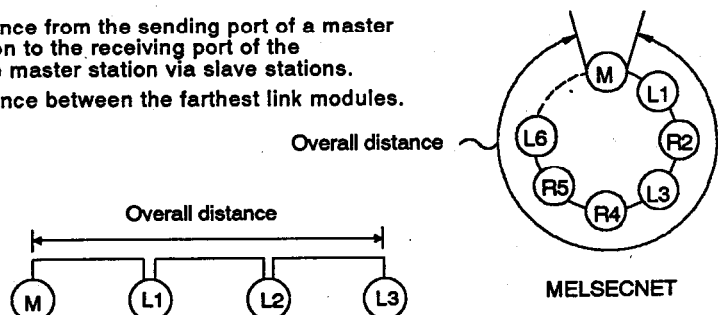 nce from the sending port of a master
on to the receiving port of the
e master station via slave stations.
nce between the farthest link modules.
Overall distance
M
L1
R2
L3
R4
R5
L6
MELSECNET
Overall distance
M
L1
L2
L3